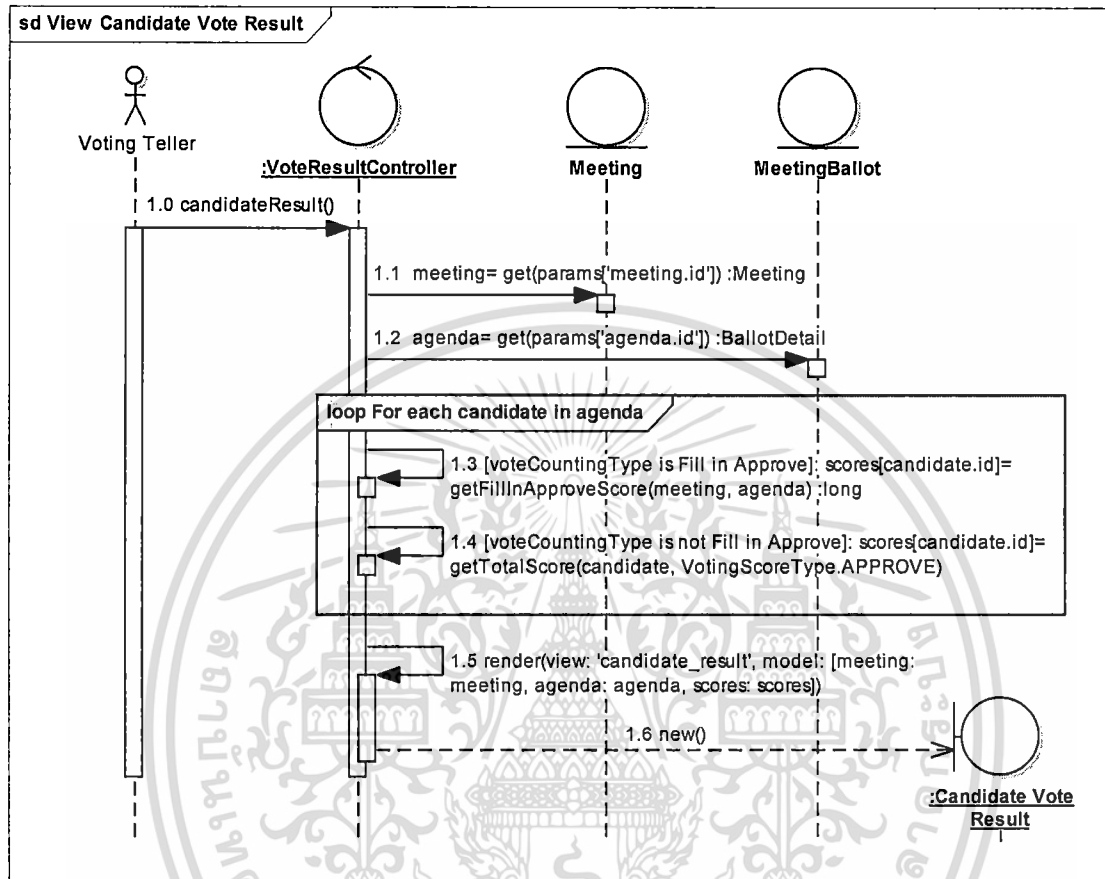 sd View Candidate Vote Result
Voting Teller
:VoteResultController
Meeting
MeetingBallot
1.0 candidateResult()
1.1 meeting= get(params['meeting.id']) :Meeting
1.2 agenda= get(params['agenda.id']) :BallotDetail
loop For each candidate in agenda
1.3 [voteCountingType is Fill in Approve]: scores[candidate.id]=
getFillInApproveScore(meeting, agenda) :long
1.4 [voteCountingType is not Fill in Approve]: scores[candidate.id]=
getTotalScore(candidate, VotingScoreType.APPROVE)
1.5 render(view: 'candidate_result', model: [meeting:
meeting, agenda: agenda, scores: scores])
1.6 new()
:Candidate Vote
Result